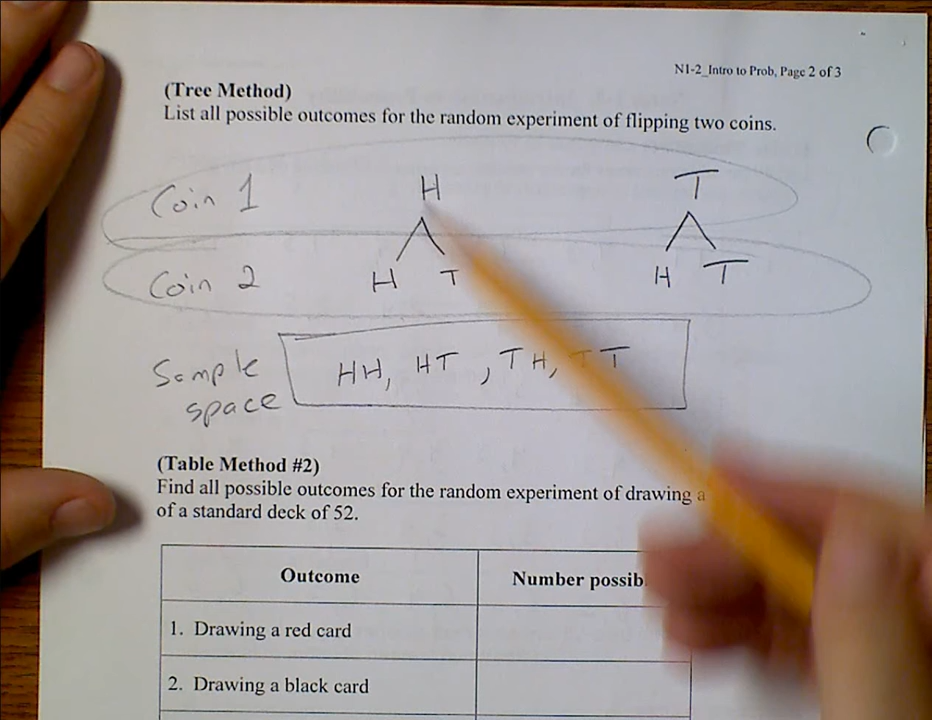 N1-2_Intro to Prob, Page 2 of 3
(Tree Method)
List all possible outcomes for the random experiment of flipping two coins.
Coin 1 H T
Coin 2 H T H T
Sample space HH, HT, TH, TT
(Table Method #2)
Find all possible outcomes for the random experiment of drawing a
of a standard deck of 52.
Outcome Number
1. Drawing a red card
2. Drawing a black card